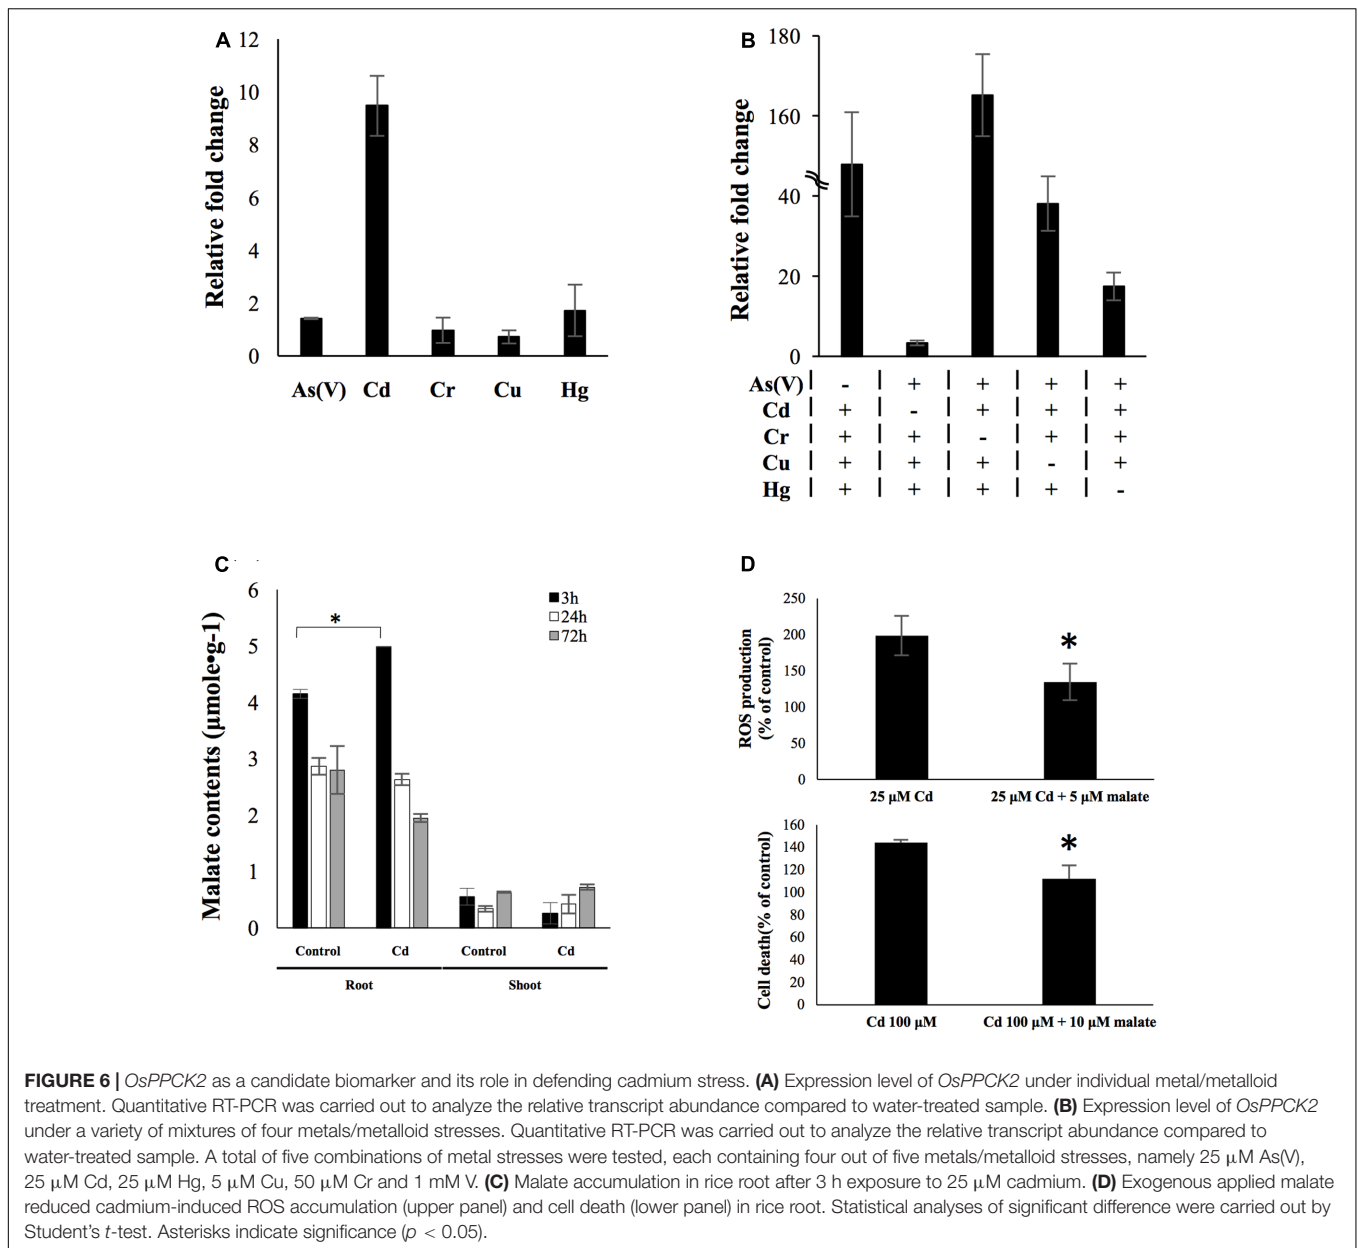 A
12
10
8
6
4
2
0
Relative fold change
As(V) Cd Cr Cu Hg
B
180
160
40
20
0
Relative fold change
As(V) | - | + | + | + | +
Cd | + | - | + | + | +
Cr | + | + | - | + | +
Cu | + | + | + | - | +
Hg | + | + | + | + | -
C
6
5
4
3
2
1
0
Malate contents (µmole•g-1)
*
3h
24h
72h
Control Cd Control Cd
Root Shoot
D
250
200
150
100
50
0
ROS production
(% of control)
*
25 µM Cd 25 µM Cd + 5 µM malate
160
140
120
100
80
60
40
20
0
Cell death(% of control)
*
Cd 100 µM Cd 100 µM + 10 µM malate
FIGURE 6 | OsPPCK2 as a candidate biomarker and its role in defending cadmium stress. (A) Expression level of OsPPCK2 under individual metal/metalloid
treatment. Quantitative RT-PCR was carried out to analyze the relative transcript abundance compared to water-treated sample. (B) Expression level of OsPPCK2
under a variety of mixtures of four metals/metalloid stresses. Quantitative RT-PCR was carried out to analyze the relative transcript abundance compared to
water-treated sample. A total of five combinations of metal stresses were tested, each containing four out of five metals/metalloid stresses, namely 25 µM As(V),
25 µM Cd, 25 µM Hg, 5 µM Cu, 50 µM Cr and 1 mM V. (C) Malate accumulation in rice root after 3 h exposure to 25 µM cadmium. (D) Exogenous applied malate
reduced cadmium-induced ROS accumulation (upper panel) and cell death (lower panel) in rice root. Statistical analyses of significant difference were carried out by
Student's t-test. Asterisks indicate significance (p < 0.05).